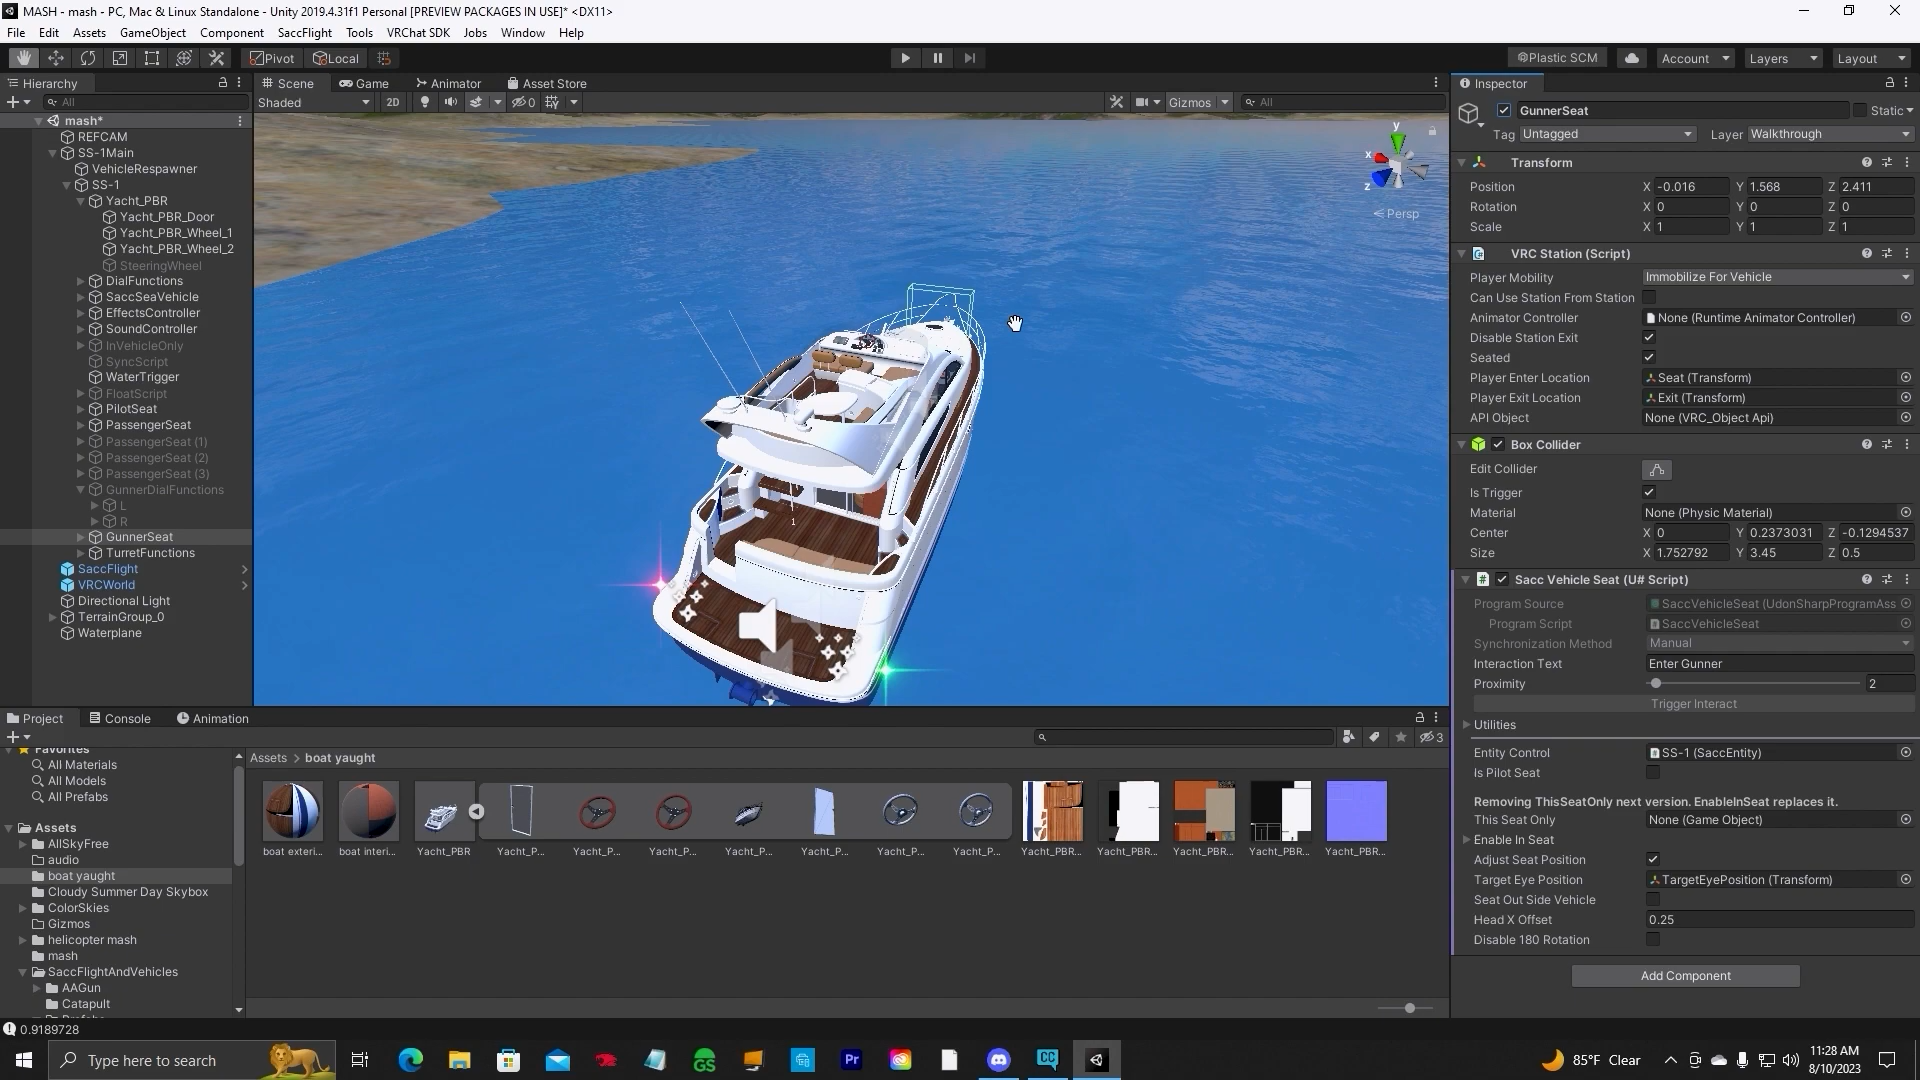 MASH - mash - PC, Mac & Linux Standalone - Unity 2019.4.31f1 Personal [PREVIEW PACKAGES IN USE]* <DX11>
File Edit Assets GameObject Component SaccFlight Tools VRChat SDK Jobs Window Help
Pivot Local Plastic SCM Account Layers Layout
Hierarchy
All
mash*
REFCAM
SS-1Main
VehicleRespawner
SS-1
Yacht_PBR
Yacht_PBR_Door
Yacht_PBR_Wheel_1
Yacht_PBR_Wheel_2
SteeringWheel
DialFunctions
SaccSeaVehicle
EffectsController
SoundController
InVehicleOnly
SyncScript
WaterTrigger
FloatScript
PilotSeat
PassengerSeat
PassengerSeat (1)
PassengerSeat (2)
PassengerSeat (3)
GunnerDialFunctions
L
R
GunnerSeat
TurretFunctions
SaccFlight
VRCWorld
Directional Light
TerrainGroup_0
Waterplane
Scene Game Animator Asset Store
Shaded 2D 0 Gizmos All
y
x
z
Persp
1
Inspector
GunnerSeat Static
Tag Untagged Layer Walkthrough
Transform
Position X -0.016 Y 1.568 Z 2.411
Rotation X 0 Y 0 Z 0
Scale X 1 Y 1 Z 1
VRC Station (Script)
Player Mobility Immobilize For Vehicle
Can Use Station From Station
Animator Controller None (Runtime Animator Controller)
Disable Station Exit
Seated
Player Enter Location Seat (Transform)
Player Exit Location Exit (Transform)
API Object None (VRC_Object Api)
Box Collider
Edit Collider
Is Trigger
Material None (Physic Material)
Center X 0 Y 0.2373031 Z -0.1294537
Size X 1.752792 Y 3.45 Z 0.5
Sacc Vehicle Seat (U# Script)
Program Source SaccVehicleSeat (UdonSharpProgramAss
Program Script SaccVehicleSeat
Synchronization Method Manual
Interaction Text Enter Gunner
Proximity 2
Trigger Interact
Utilities
Entity Control SS-1 (SaccEntity)
Is Pilot Seat
Removing ThisSeatOnly next version. EnableInSeat replaces it.
This Seat Only None (Game Object)
Enable In Seat
Adjust Seat Position
Target Eye Position TargetEyePosition (Transform)
Seat Out Side Vehicle
Head X Offset 0.25
Disable 180 Rotation
Add Component
Project Console Animation
3
Favorites
All Materials
All Models
All Prefabs
Assets
AllSkyFree
audio
boat yaught
Cloudy Summer Day Skybox
ColorSkies
Gizmos
helicopter mash
mash
SaccFlightAndVehicles
AAGun
Catapult
Assets > boat yaught
boat exteri... boat interi... Yacht_PBR Yacht_P... Yacht_P... Yacht_P... Yacht_P... Yacht_P... Yacht_P... Yacht_P... Yacht_PBR... Yacht_PBR... Yacht_PBR... Yacht_PBR... Yacht_PBR...
0.9189728
Type here to search
GS
Pr
CC
85°F Clear
11:28 AM
8/10/2023